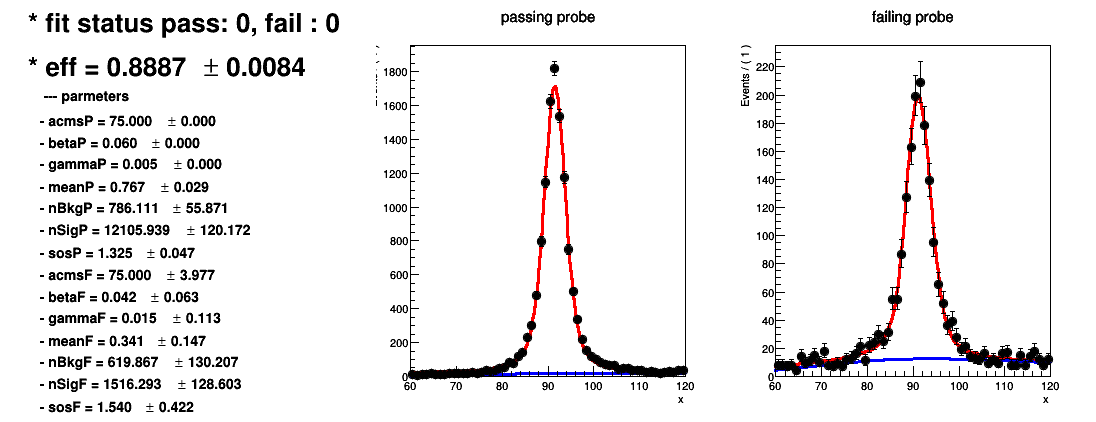 * fit status pass: 0, fail : 0
* eff = 0.8887 ± 0.0084
--- parmeters
- acmsP = 75.000 ± 0.000
- betaP = 0.060 ± 0.000
- gammaP = 0.005 ± 0.000
- meanP = 0.767 ± 0.029
- nBkgP = 786.111 ± 55.871
- nSigP = 12105.939 ± 120.172
- sosP = 1.325 ± 0.047
- acmsF = 75.000 ± 3.977
- betaF = 0.042 ± 0.063
- gammaF = 0.015 ± 0.113
- meanF = 0.341 ± 0.147
- nBkgF = 619.867 ± 130.207
- nSigF = 1516.293 ± 128.603
- sosF = 1.540 ± 0.422
passing probe
1800
1600
1400
1200
1000
800
600
400
200
0
60 70 80 90 100 110 120
x
failing probe
Events / ( 1 )
220
200
180
160
140
120
100
80
60
40
20
0
60 70 80 90 100 110 120
x